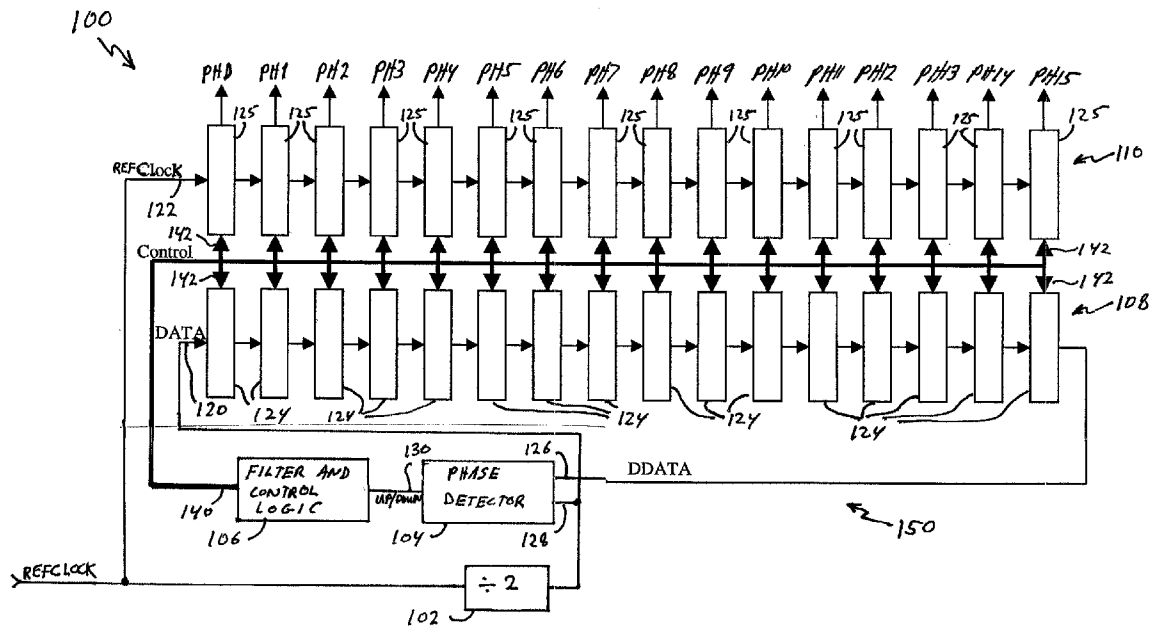 100
PH0 PH1 PH2 PH3 PH4 PH5 PH6 PH7 PH8 PH9 PH10 PH11 PH12 PH13 PH14 PH15
125 125 125 125 125 125 125 125 125
REFClock
122
110
142
Control
142
142
142
108
DATA
120 124 124 124 124 124
126
DDATA
130
FILTER AND CONTROL LOGIC
UP/DOWN
PHASE DETECTOR
140
106
104
128
150
REFCLOCK
÷ 2
102